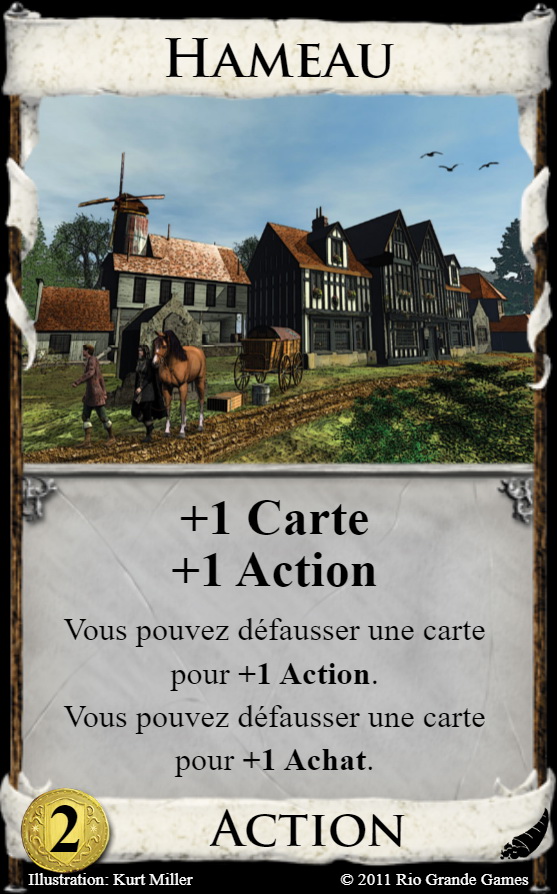 HAMEAU
+1 Carte
+1 Action
Vous pouvez défausser une carte
pour +1 Action.
Vous pouvez défausser une carte
pour +1 Achat.
2
ACTION
Illustration: Kurt Miller
© 2011 Rio Grande Games